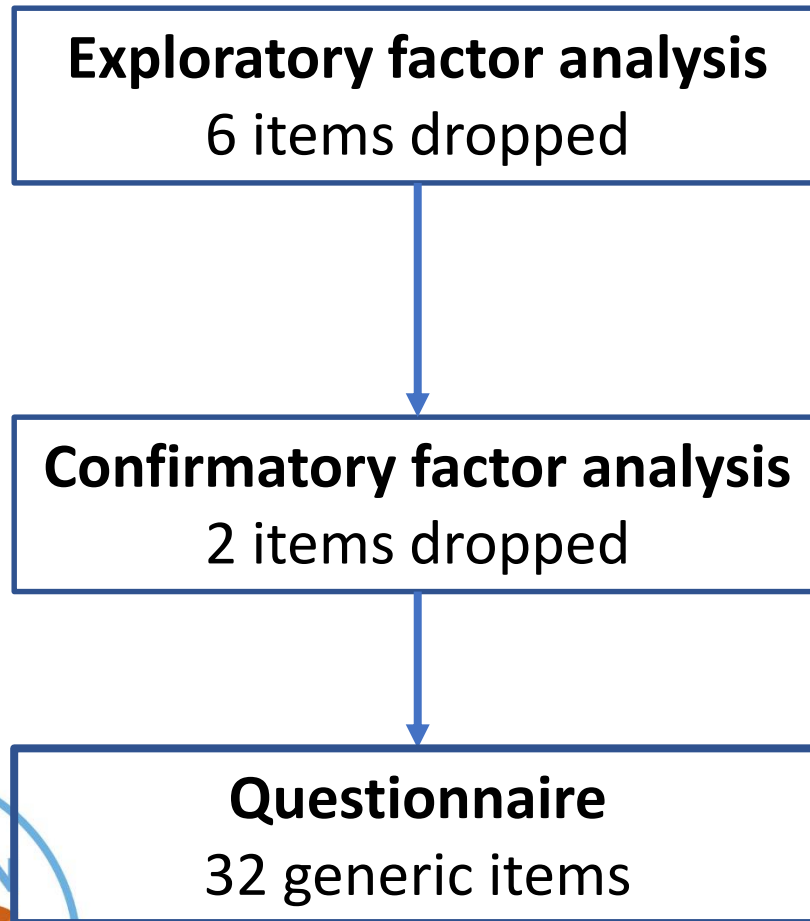 Exploratory factor analysis
6 items dropped
Confirmatory factor analysis
2 items dropped
Questionnaire
32 generic items